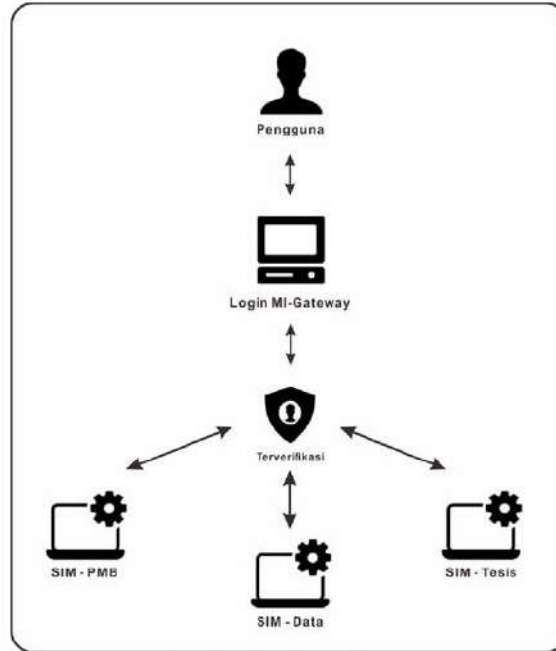 Pengguna
Login MI-Gateway
Terverifikasi
SIM - PMB
SIM - Data
SIM - Tesis